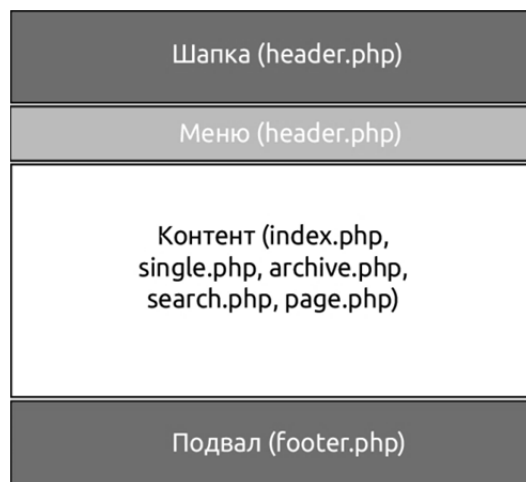 Шапка (header.php)
Меню (header.php)
Контент (index.php,
single.php, archive.php,
search.php, page.php)
Подвал (footer.php)